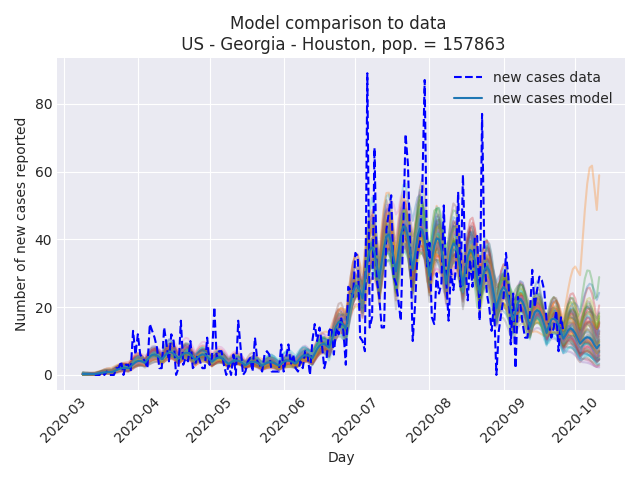 Model comparison to data
US - Georgia - Houston, pop. = 157863
new cases data
new cases model
Number of new cases reported
80
60
40
20
0
2020-03
2020-04
2020-05
2020-06
2020-07
2020-08
2020-09
2020-10
Day